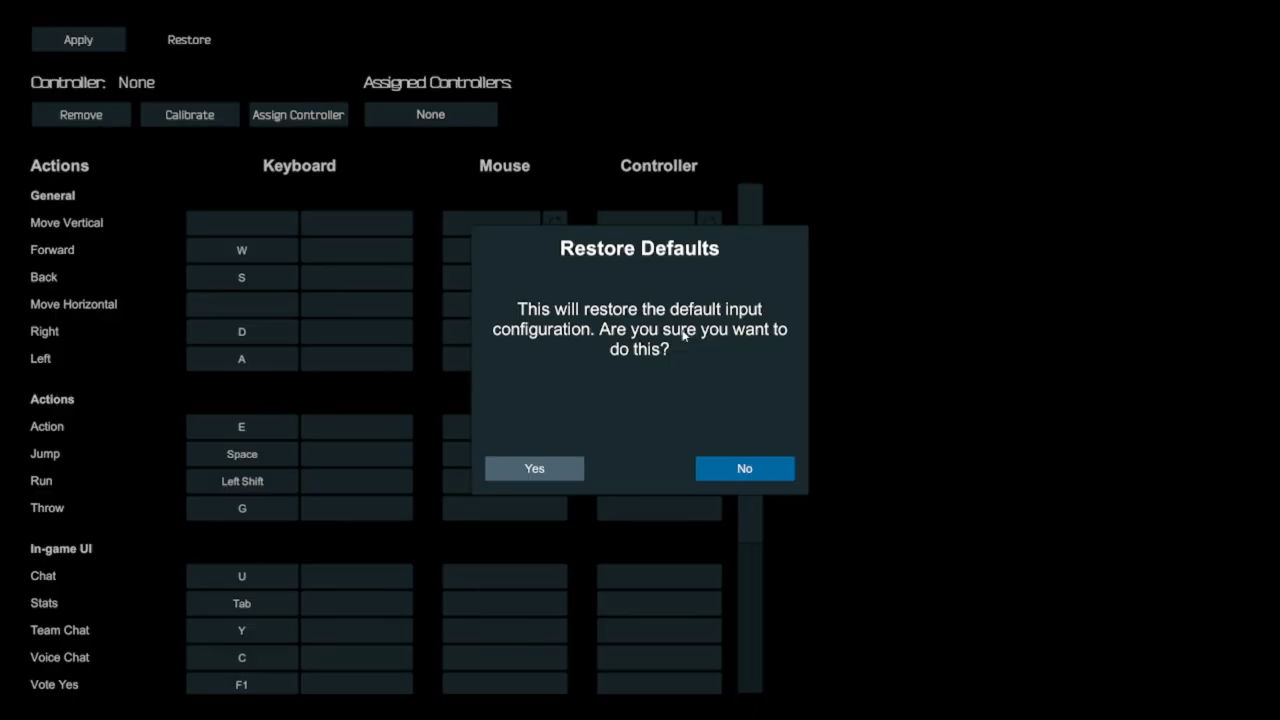 Apply Restore
Controller: None Assigned Controllers:
Remove Calibrate Assign Controller None
Actions Keyboard Mouse Controller
General
Move Vertical
Forward W
Back S
Move Horizontal
Right D
Left A
Restore Defaults
This will restore the default input
configuration. Are you sure you want to
do this?
Yes No
Actions
Action E
Jump Space
Run Left Shift
Throw G
In-game UI
Chat U
Stats Tab
Team Chat Y
Voice Chat C
Vote Yes F1